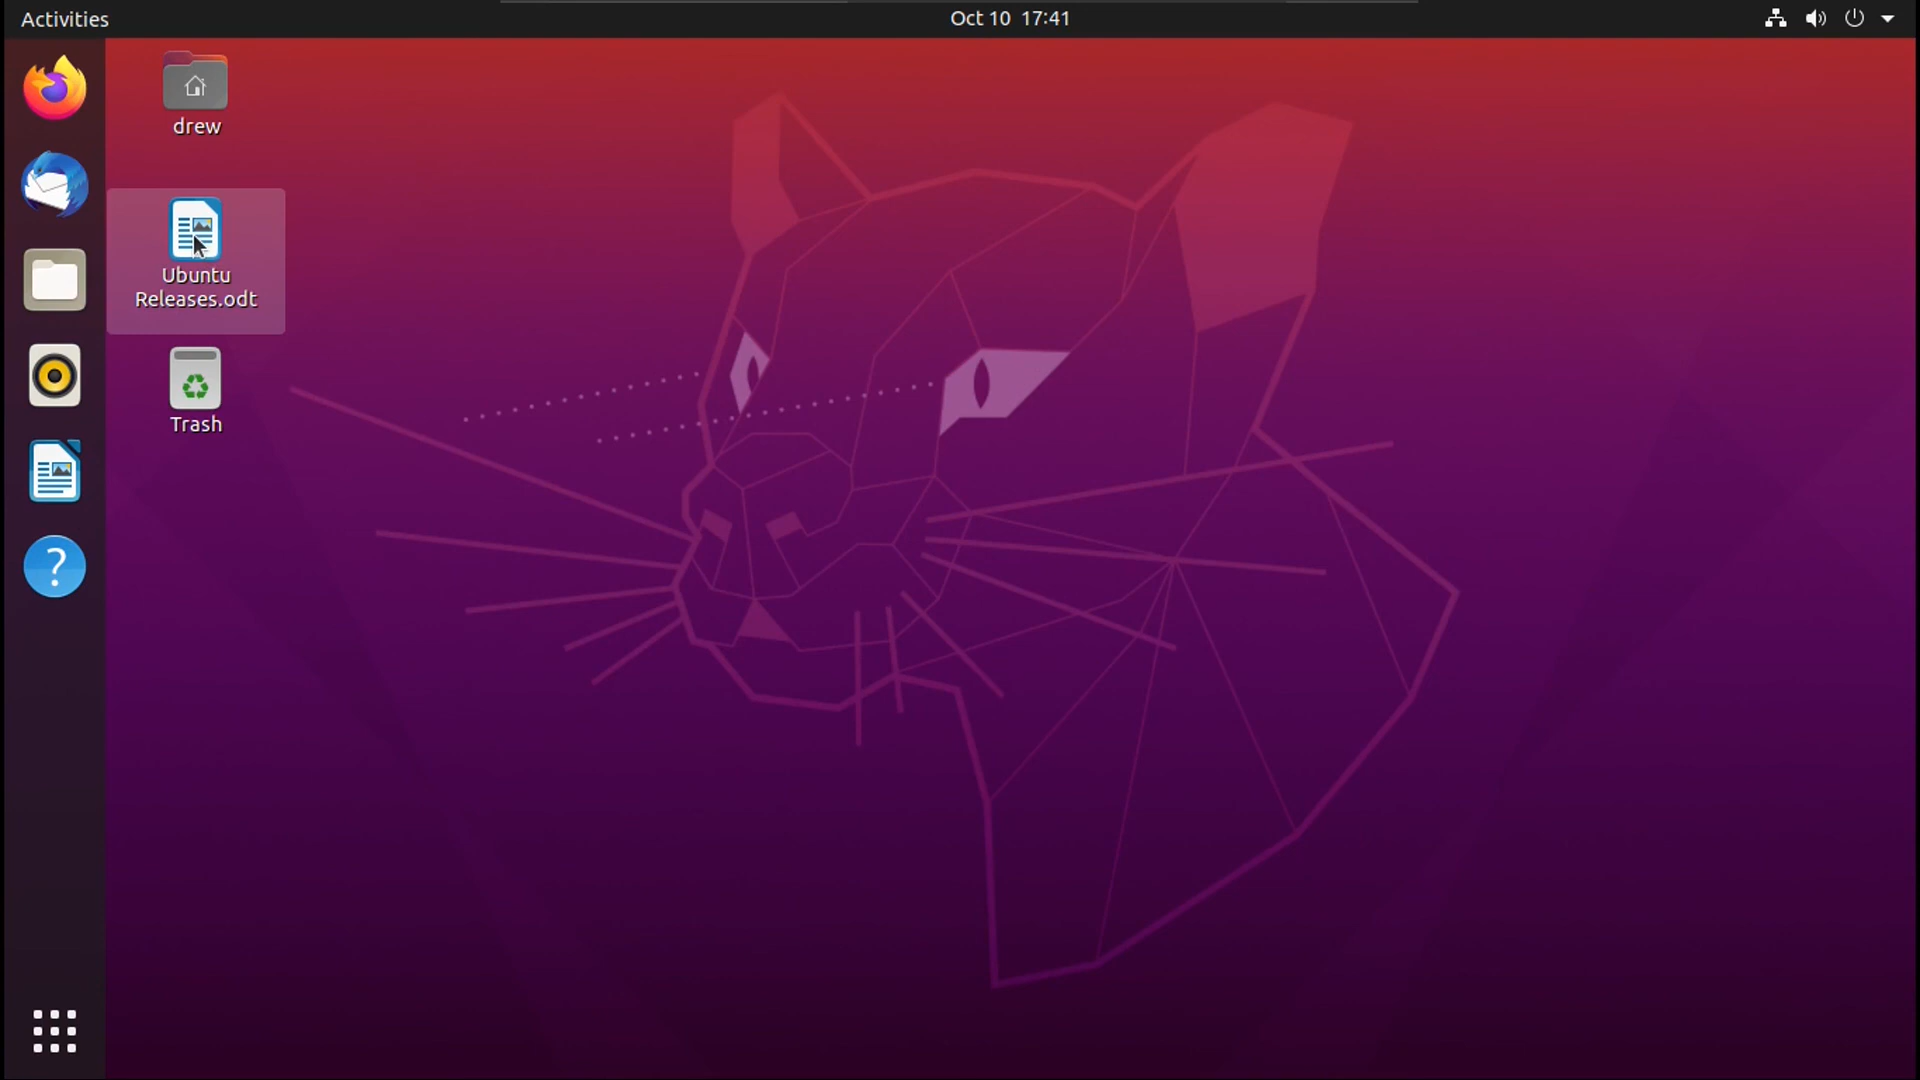 Activities
Oct 10 17:41
drew
Ubuntu
Releases.odt
Trash
?